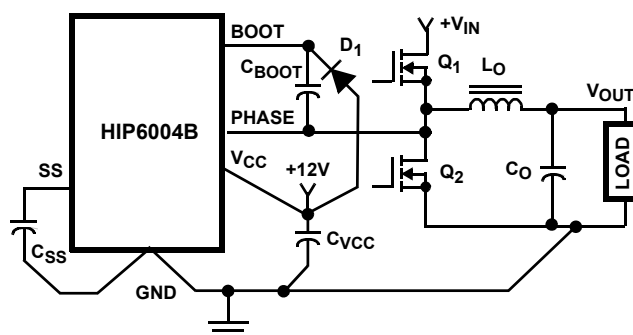 BOOT
D1
+VIN
CBOOT
Q1
LO
VOUT
HIP6004B
PHASE
VCC
SS
+12V
Q2
CO
LOAD
CSS
CVCC
GND